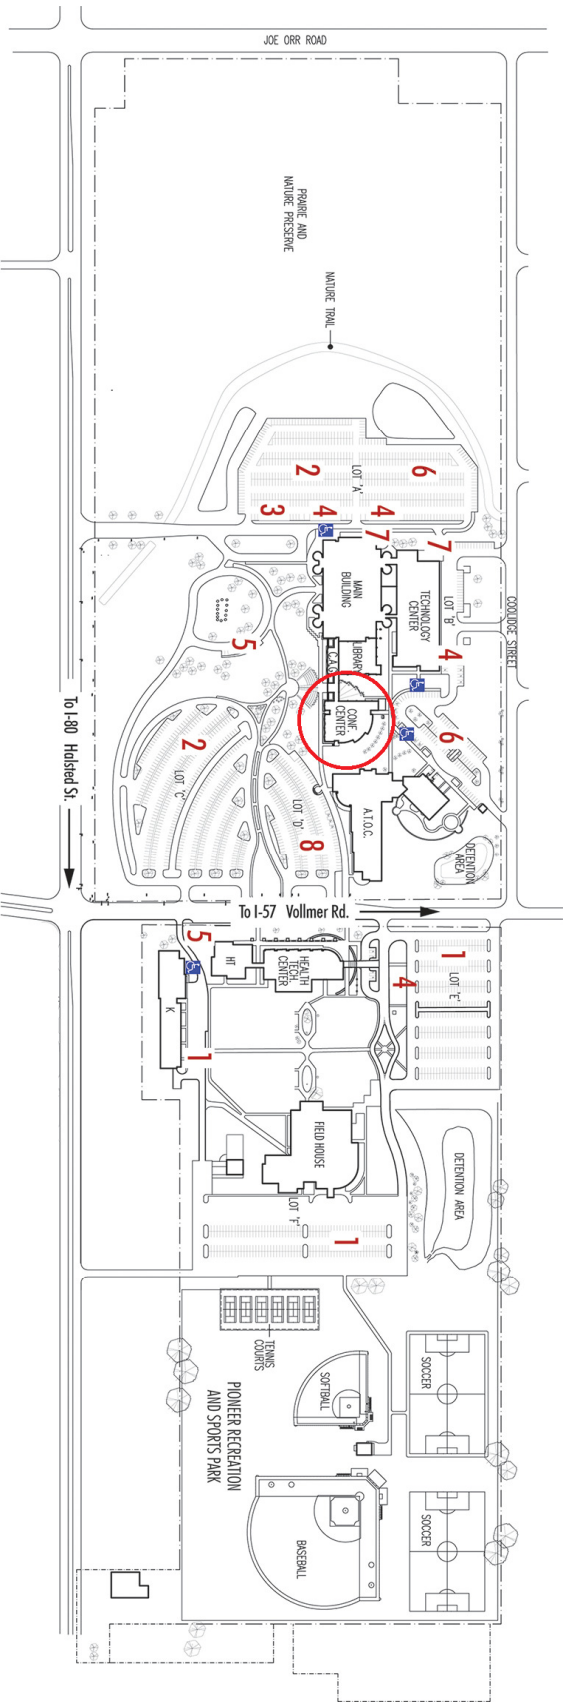 JOE ORR ROAD
PRAIRIE AND
NATURE PRESERVE
NATURE TRAIL
2
LOT 'A'
6
3
4
4
7
7
MAIN
BUILDING
TECHNOLOGY
CENTER
LOT 'B'
COOLIDGE STREET
5
LIBRARY
C.A.G.
4
CONF
CENTER
6
To I-80 Halsted St.
2
LOT 'C'
LOT 'D'
8
A.T.O.C.
DETENTION
AREA
To I-57 Vollmer Rd.
5
HT
HEALTH
TECH.
CENTER
4
1
LOT 'E'
K
1
FIELD HOUSE
DETENTION AREA
LOT 'F'
1
TENNIS
COURTS
SOFTBALL
SOCCER
PIONEER RECREATION
AND SPORTS PARK
BASEBALL
SOCCER